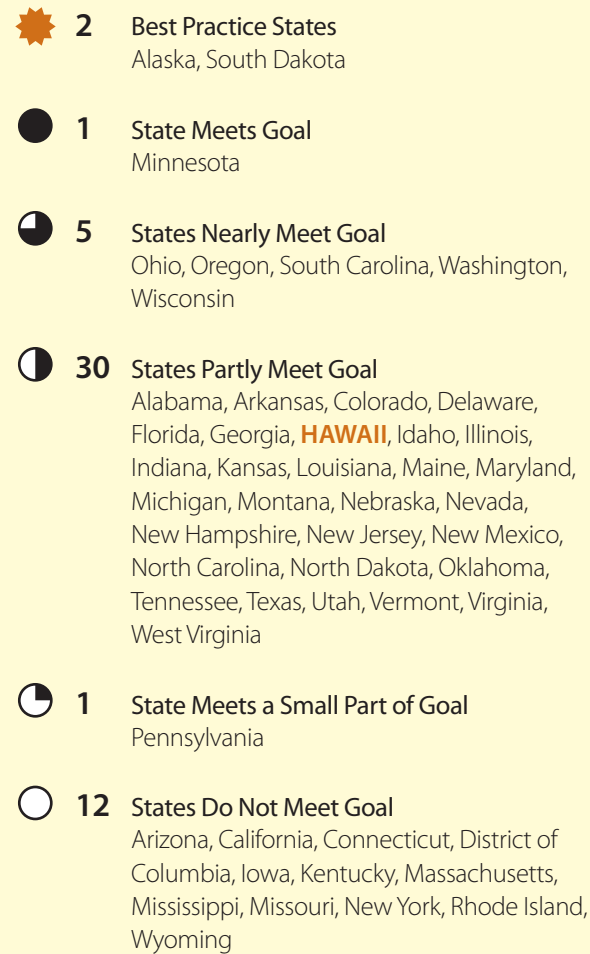 2 Best Practice States
Alaska, South Dakota
1 State Meets Goal
Minnesota
5 States Nearly Meet Goal
Ohio, Oregon, South Carolina, Washington,
Wisconsin
30 States Partly Meet Goal
Alabama, Arkansas, Colorado, Delaware,
Florida, Georgia, HAWAII, Idaho, Illinois,
Indiana, Kansas, Louisiana, Maine, Maryland,
Michigan, Montana, Nebraska, Nevada,
New Hampshire, New Jersey, New Mexico,
North Carolina, North Dakota, Oklahoma,
Tennessee, Texas, Utah, Vermont, Virginia,
West Virginia
1 State Meets a Small Part of Goal
Pennsylvania
12 States Do Not Meet Goal
Arizona, California, Connecticut, District of
Columbia, Iowa, Kentucky, Massachusetts,
Mississippi, Missouri, New York, Rhode Island,
Wyoming